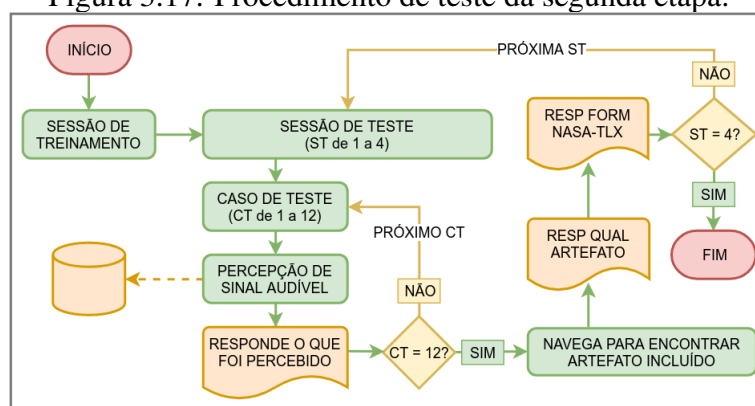 Figura 3.17: Procedimento de teste da segunda etapa.
INÍCIO
SESSÃO DE
TREINAMENTO
SESSÃO DE TESTE
(ST de 1 a 4)
PRÓXIMA ST
CASO DE TESTE
(CT de 1 a 12)
PRÓXIMO CT
PERCEPÇÃO DE
SINAL AUDÍVEL
RESPONDE O QUE
FOI PERCEBIDO
CT = 12?
NÃO
SIM
NAVEGA PARA ENCONTRAR
ARTEFATO INCLUÍDO
RESP QUAL
ARTEFATO
RESP FORM
NASA-TLX
ST = 4?
NÃO
SIM
FIM